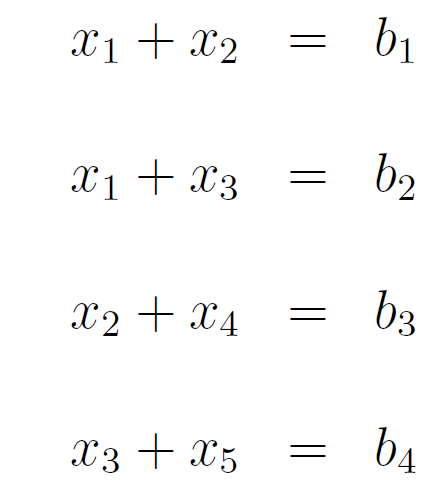 x₁ + x₂ = b₁
x₁ + x₃ = b₂
x₂ + x₄ = b₃
x₃ + x₅ = b₄